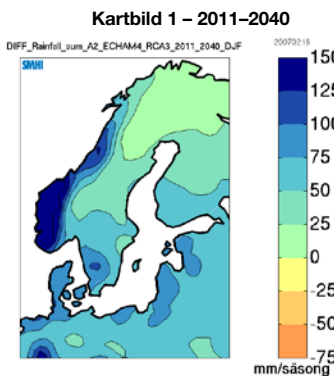 Kartbild 1 – 2011–2040
DIFF_Rainfall_sum_A2_ECHAM4_RCA3_2011_2040_DJF
20070216
SMHI
150
125
100
75
50
25
0
-25
-50
-75
mm/säsong